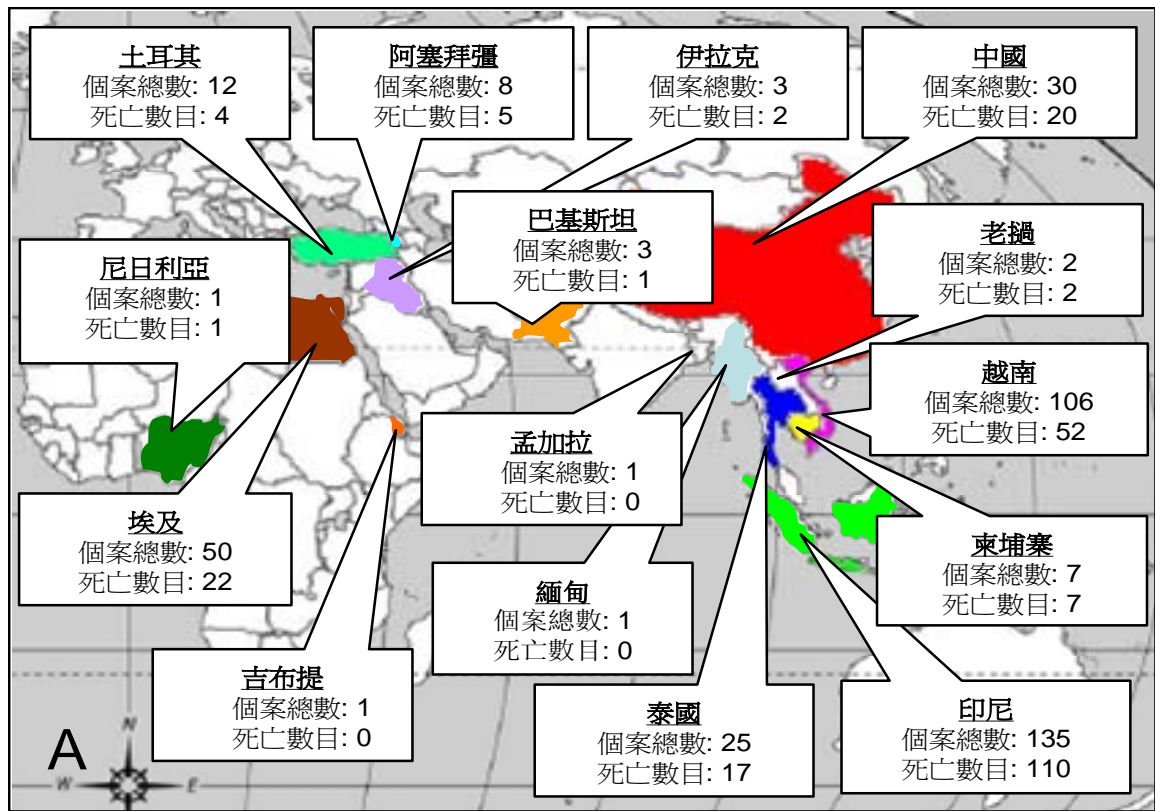 土耳其
個案總數: 12
死亡數目: 4
阿塞拜彊
個案總數: 8
死亡數目: 5
伊拉克
個案總數: 3
死亡數目: 2
中國
個案總數: 30
死亡數目: 20
巴基斯坦
個案總數: 3
死亡數目: 1
老撾
個案總數: 2
死亡數目: 2
尼日利亞
個案總數: 1
死亡數目: 1
越南
個案總數: 106
死亡數目: 52
孟加拉
個案總數: 1
死亡數目: 0
埃及
個案總數: 50
死亡數目: 22
柬埔寨
個案總數: 7
死亡數目: 7
緬甸
個案總數: 1
死亡數目: 0
吉布提
個案總數: 1
死亡數目: 0
泰國
個案總數: 25
死亡數目: 17
印尼
個案總數: 135
死亡數目: 110
A
N
W
E